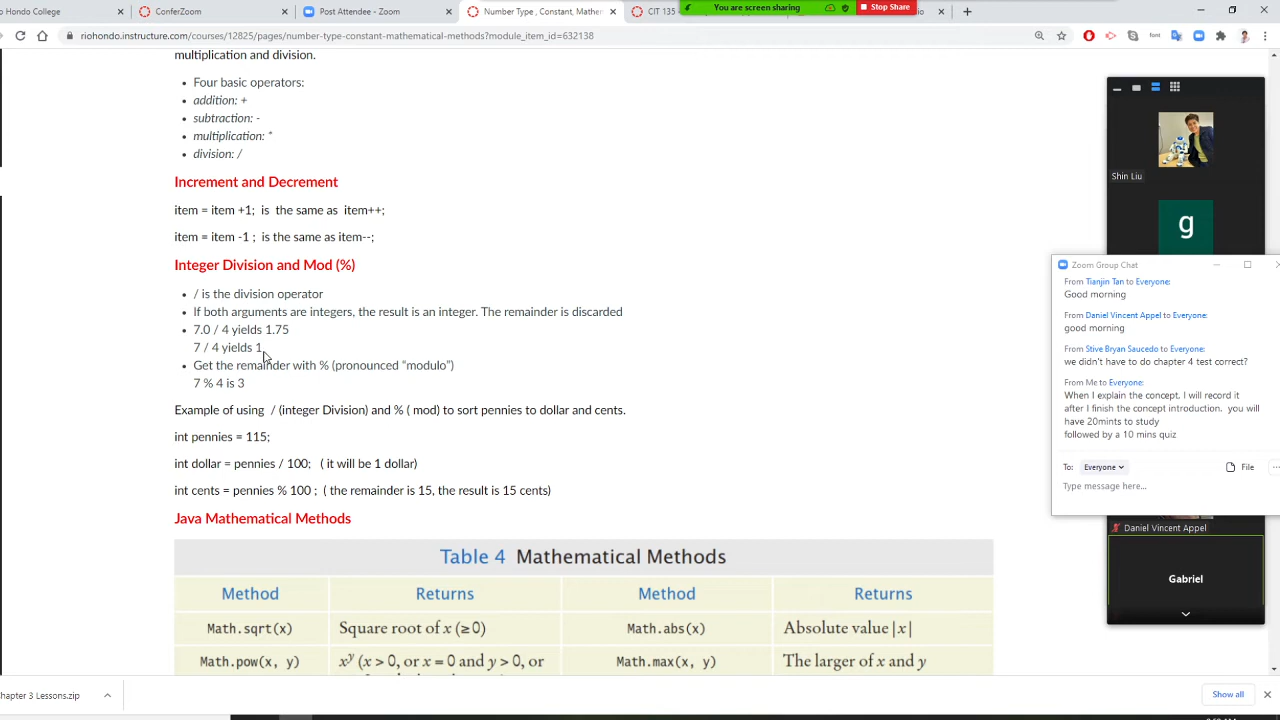 o Hondo College
ConferZoom
Post Attendee - Zoom
Number Type , Constant, Mathem
CIT 135 -
You are screen sharing
Stop Share
io
riohondo.instructure.com/courses/12825/pages/number-type-constant-mathematical-methods?module_item_id=632138
font
multiplication and division.
• Four basic operators:
• addition: +
• subtraction: -
• multiplication: *
• division: /
Increment and Decrement
item = item +1; is the same as item++;
item = item -1 ; is the same as item--;
Integer Division and Mod (%)
• / is the division operator
• If both arguments are integers, the result is an integer. The remainder is discarded
• 7.0 / 4 yields 1.75
7 / 4 yields 1
• Get the remainder with % (pronounced “modulo”)
7 % 4 is 3
Example of using / (integer Division) and % ( mod) to sort pennies to dollar and cents.
int pennies = 115;
int dollar = pennies / 100; ( it will be 1 dollar)
int cents = pennies % 100 ; ( the remainder is 15, the result is 15 cents)
Java Mathematical Methods
Table 4 Mathematical Methods
Method Returns Method Returns
Math.sqrt(x) Square root of x (≥ 0) Math.abs(x) Absolute value |x|
Math.pow(x, y) xʸ (x > 0, or x = 0 and y > 0, or Math.max(x, y) The larger of x and y
Shin Liu
g
Zoom Group Chat
From Tianjin Tan to Everyone:
Good morning
From Daniel Vincent Appel to Everyone:
good morning
From Stive Bryan Saucedo to Everyone:
we didn't have to do chapter 4 test correct?
From Me to Everyone:
When I explain the concept, I will record it
after I finish the concept introduction, you will
have 20mints to study
followed by a 10 mins quiz
To: Everyone
File
Type message here...
Daniel Vincent Appel
Gabriel
hapter 3 Lessons.zip
Show all